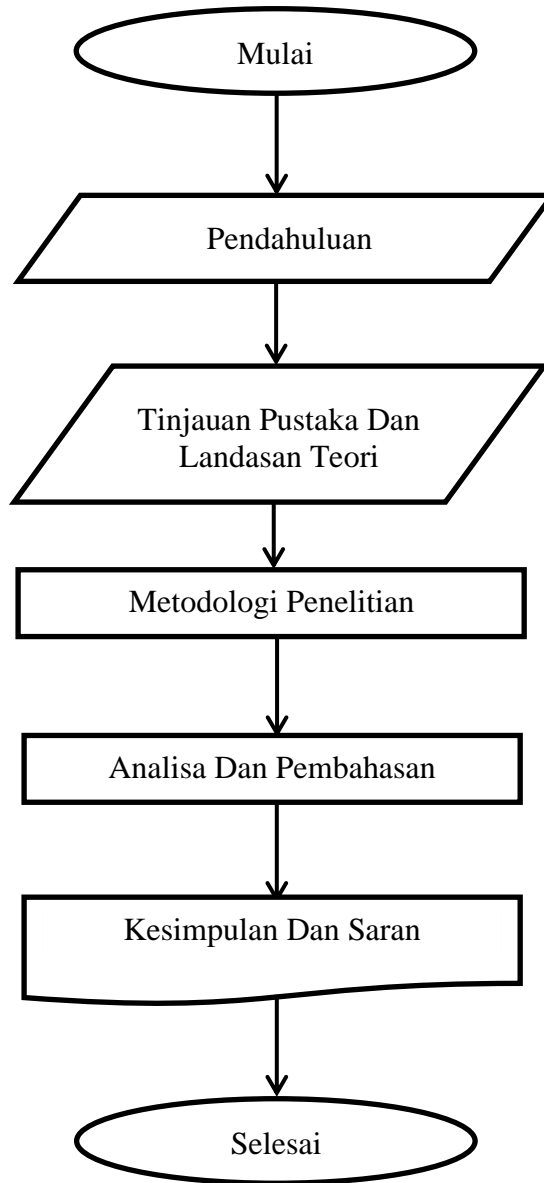 Mulai
Pendahuluan
Tinjauan Pustaka Dan
Landasan Teori
Metodologi Penelitian
Analisa Dan Pembahasan
Kesimpulan Dan Saran
Selesai